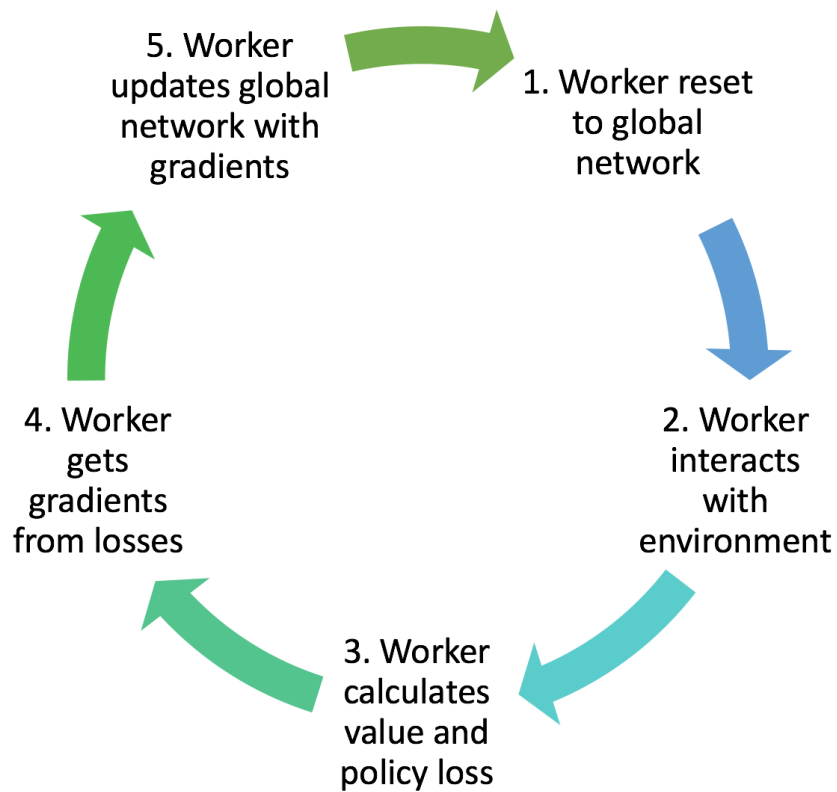 1. Worker reset
to global
network
2. Worker
interacts
with
environment
3. Worker
calculates
value and
policy loss
4. Worker
gets
gradients
from losses
5. Worker
updates global
network with
gradients